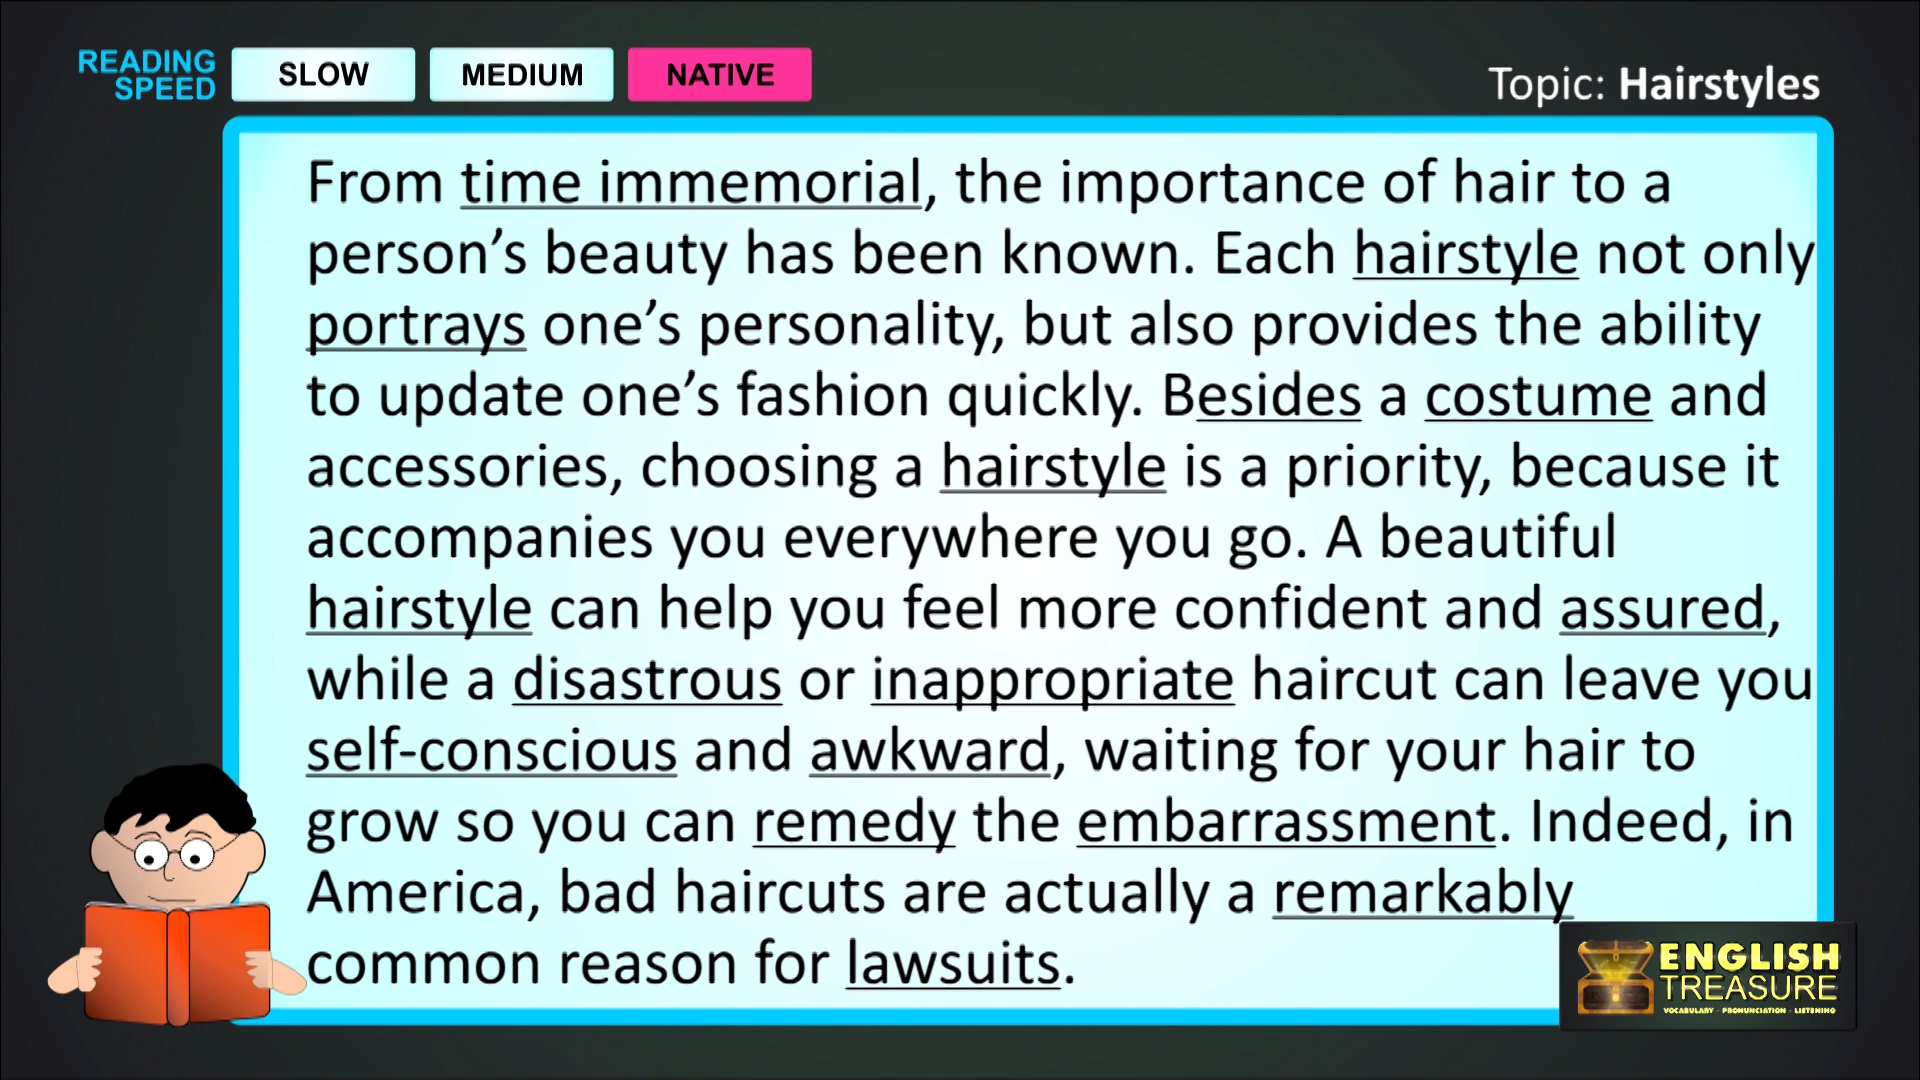 READING
SPEED
SLOW
MEDIUM
NATIVE
Topic: Hairstyles
From time immemorial, the importance of hair to a
person’s beauty has been known. Each hairstyle not only
portrays one’s personality, but also provides the ability
to update one’s fashion quickly. Besides a costume and
accessories, choosing a hairstyle is a priority, because it
accompanies you everywhere you go. A beautiful
hairstyle can help you feel more confident and assured,
while a disastrous or inappropriate haircut can leave you
self-conscious and awkward, waiting for your hair to
grow so you can remedy the embarrassment. Indeed, in
America, bad haircuts are actually a remarkably
common reason for lawsuits.
ENGLISH
TREASURE
VOCABULARY - PRONUNCIATION - LISTENING